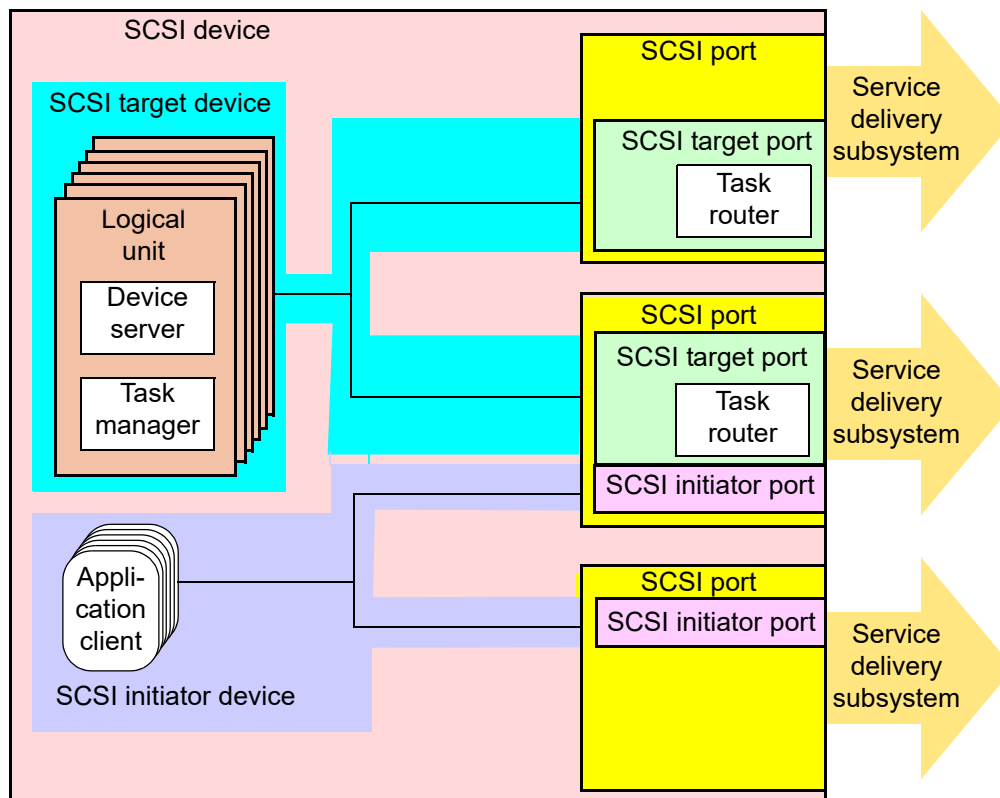 SCSI device
SCSI target device
Logical
unit
Device
server
Task
manager
SCSI port
SCSI target port
Task
router
Service
delivery
subsystem
SCSI port
SCSI target port
Task
router
SCSI initiator port
Service
delivery
subsystem
Appli-
cation
client
SCSI initiator device
SCSI port
SCSI initiator port
Service
delivery
subsystem